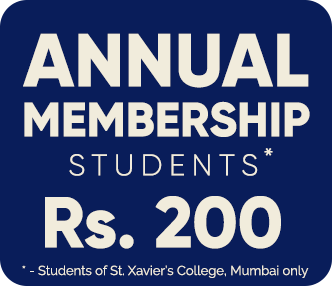 ANNUAL
MEMBERSHIP
STUDENTS*
Rs. 200
* - Students of St. Xavier's College, Mumbai only